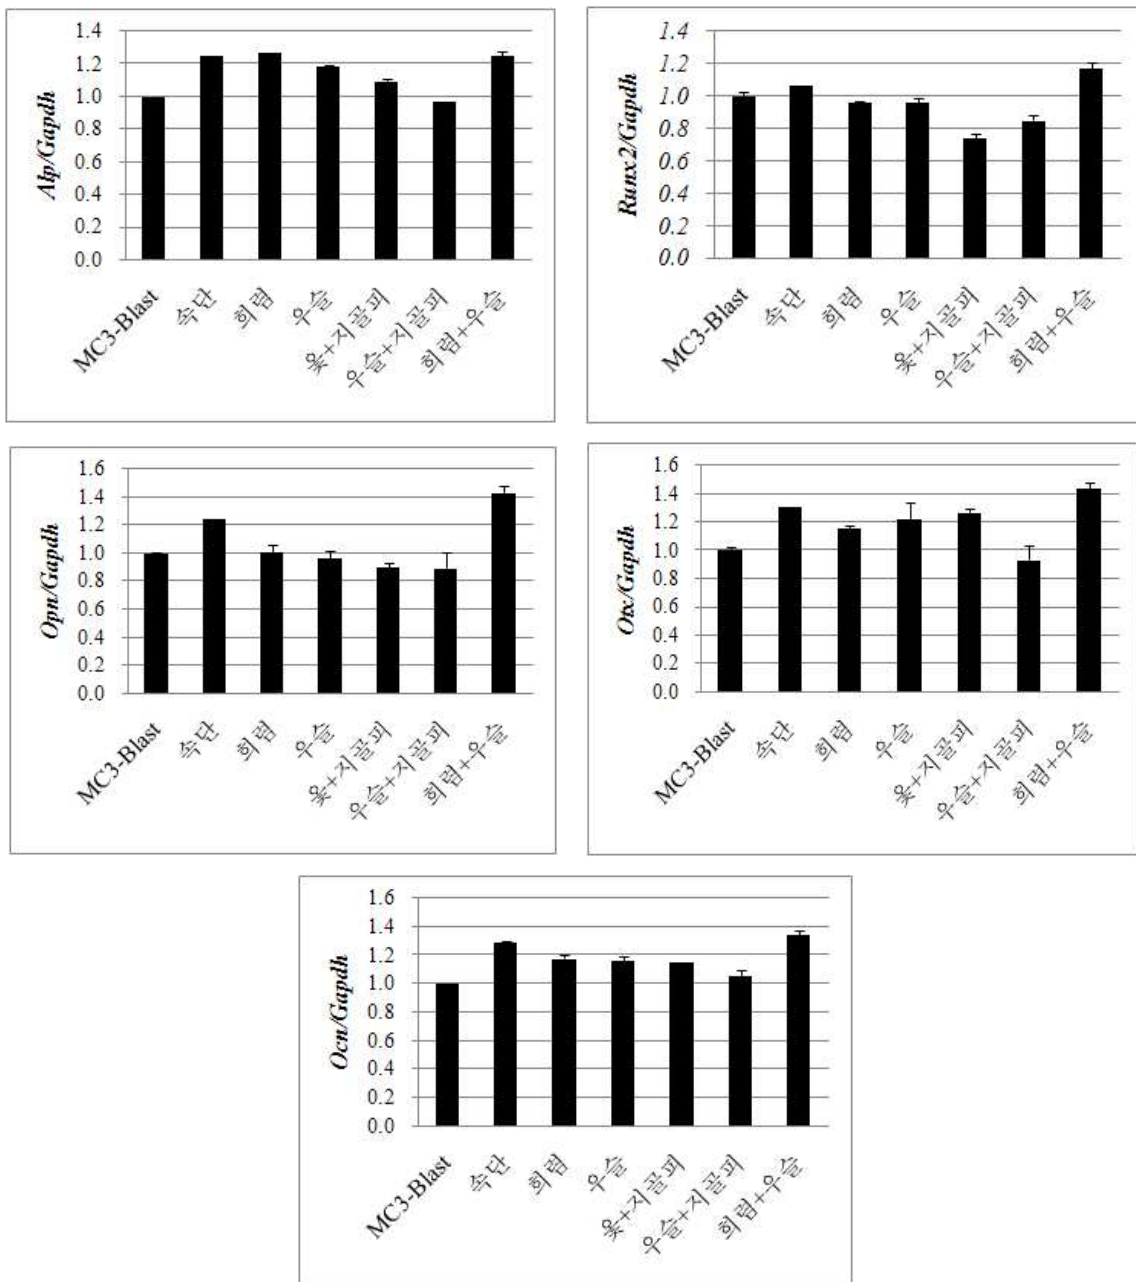 Alp/Gapdh
1.4
1.2
1.0
0.8
0.6
0.4
0.2
0.0
MC3-Blast
속단
희렴
우슬
옻+지골피
우슬+지골피
희렴+우슬
Runx2/Gapdh
1.4
1.2
1.0
0.8
0.6
0.4
0.2
0.0
MC3-Blast
속단
희렴
우슬
옻+지골피
우슬+지골피
희렴+우슬
Opn/Gapdh
1.6
1.4
1.2
1.0
0.8
0.6
0.4
0.2
0.0
MC3-Blast
속단
희렴
우슬
옻+지골피
우슬+지골피
희렴+우슬
Otx/Gapdh
1.6
1.4
1.2
1.0
0.8
0.6
0.4
0.2
0.0
MC3-Blast
속단
희렴
우슬
옻+지골피
우슬+지골피
희렴+우슬
Ocn/Gapdh
1.6
1.4
1.2
1.0
0.8
0.6
0.4
0.2
0.0
MC3-Blast
속단
희렴
우슬
옻+지골피
우슬+지골피
희렴+우슬